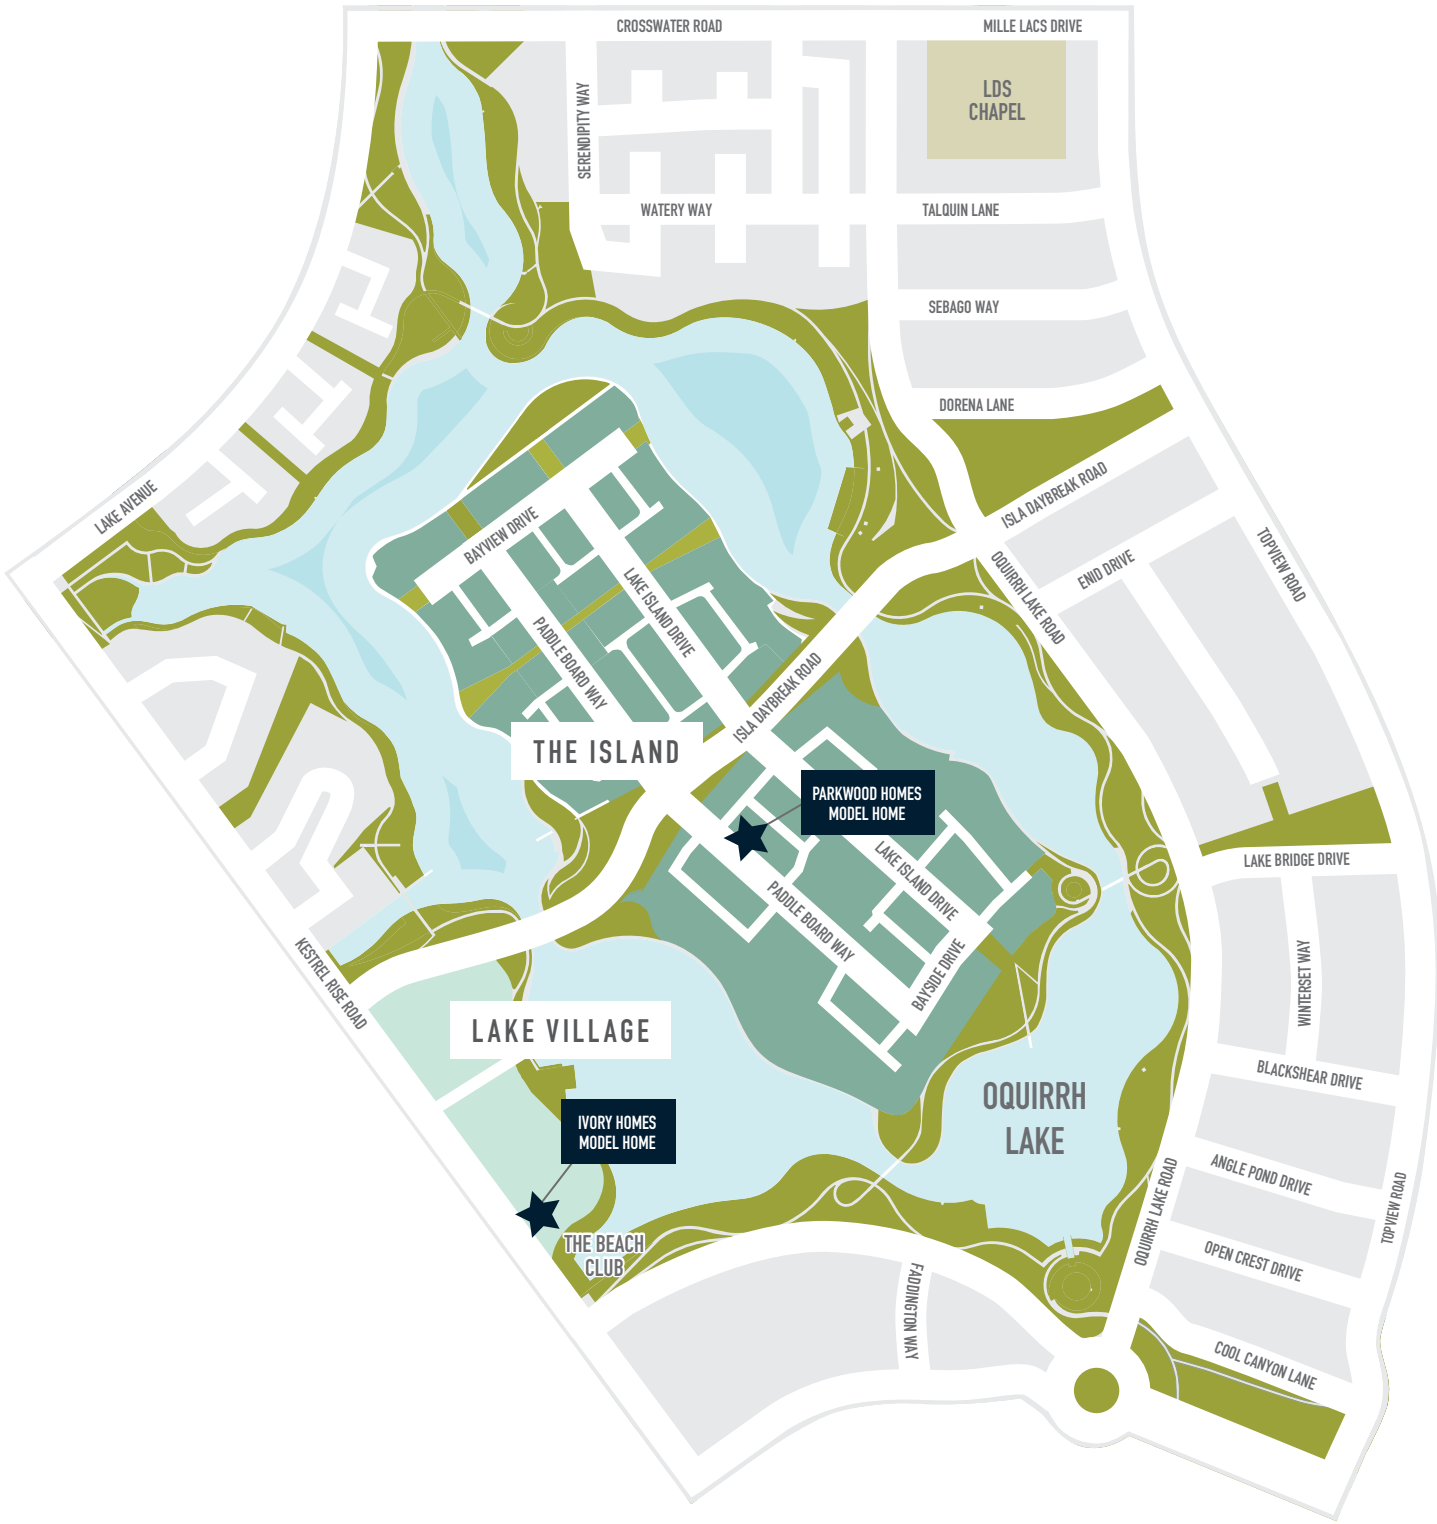 CROSSWATER ROAD
MILLE LACS DRIVE
LDS
CHAPEL
SERENDIPITY WAY
WATERY WAY
TALQUIN LANE
SEBAGO WAY
DORENA LANE
LAKE AVENUE
ISLA DAYBREAK ROAD
BAYVIEW DRIVE
TOPVIEW ROAD
END DRIVE
OQUIRRH LAKE ROAD
LAKE ISLAND DRIVE
PADDLE BOARD WAY
ISLA DAYBREAK ROAD
THE ISLAND
PARKWOOD HOMES
MODEL HOME
LAKE ISLAND DRIVE
LAKE BRIDGE DRIVE
PADDLE BOARD WAY
BAYSIDE DRIVE
WINTERSET WAY
KESTREL RISE ROAD
LAKE VILLAGE
BLACKSHEAR DRIVE
OQUIRRH
LAKE
IVORY HOMES
MODEL HOME
ANGLE POND DRIVE
OQUIRRH LAKE ROAD
TOPVIEW ROAD
THE BEACH
CLUB
OPEN CREST DRIVE
FADDINGTON WAY
COOL CANYON LANE